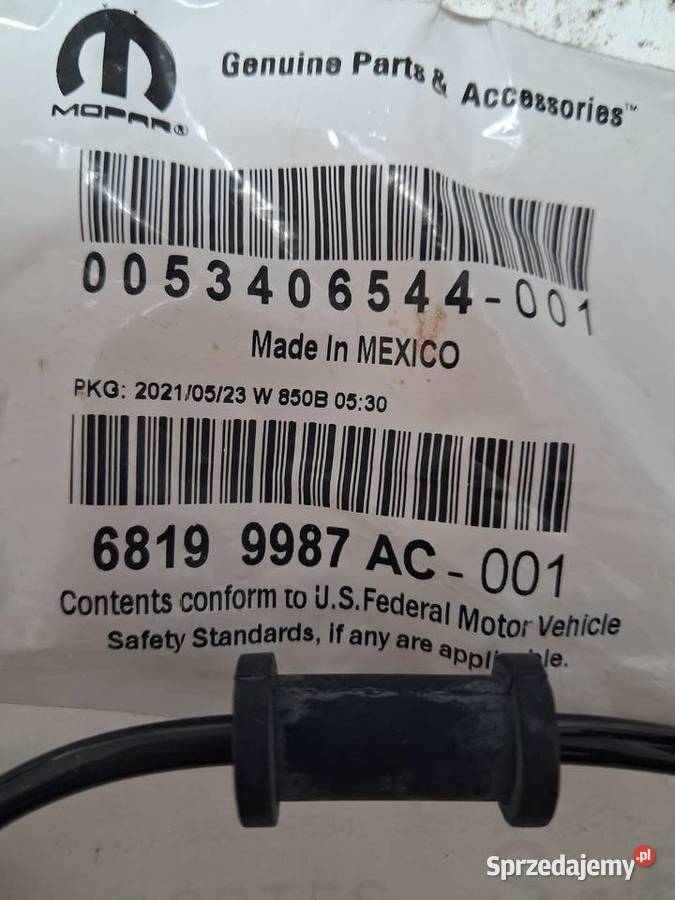 MOPAR®
Genuine Parts & Accessories™
0053406544-001
Made In MEXICO
PKG: 2021/05/23 W 850B 05:30
6819 9987 AC-001
Contents conform to U.S.Federal Motor Vehicle
Safety Standards, if any are
Sprzedajemy.pl